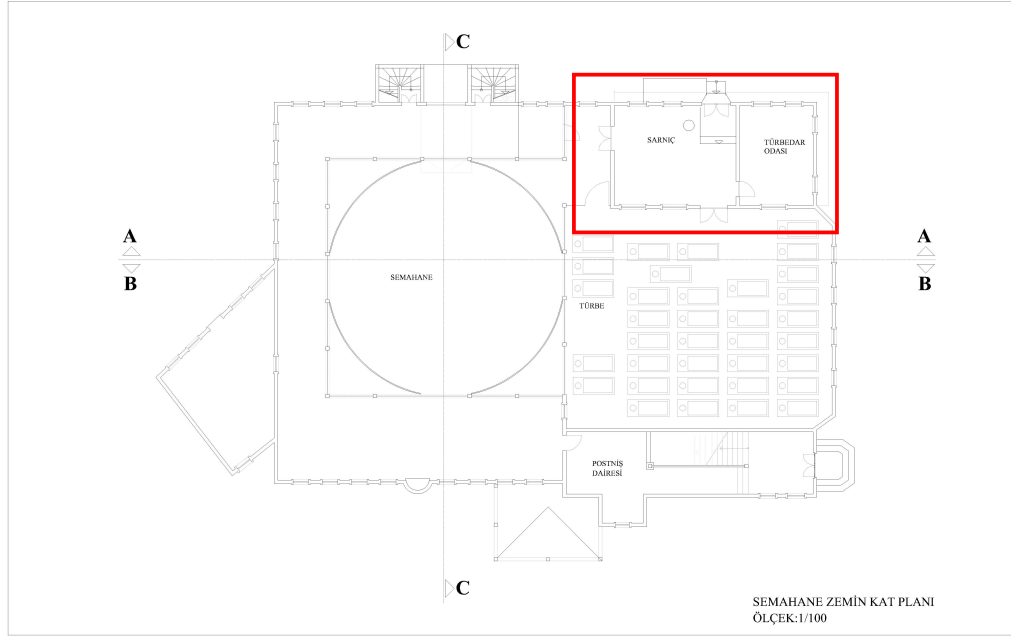 C
SARNIÇ
TÜRBEDAR
ODASI
A
A
B
B
SEMAHANE
TÜRBE
POSTNİŞ
DAİRESİ
C
SEMAHANE ZEMİN KAT PLANI
ÖLÇEK:1/100